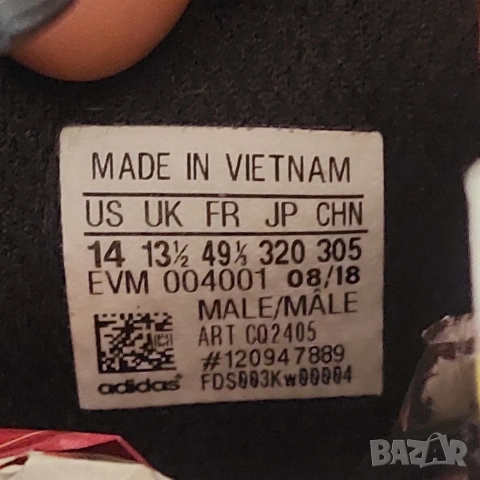 MADE IN VIETNAM
US UK FR JP CHN
14 13½ 49⅓ 320 305
EVM 004001 08/18
MALE/MÂLE
ART CQ2405
#120947889
adidas FDS003Kw00004
BAZAR